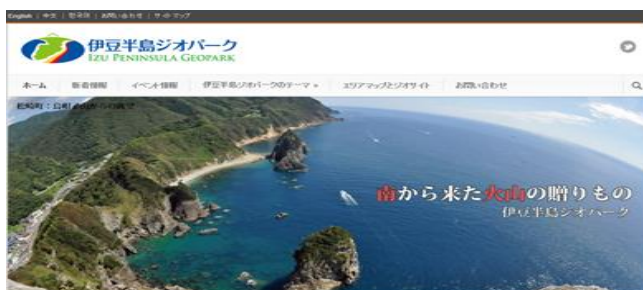 English | 中文 | 한국어 | お問い合わせ | サイトマップ
伊豆半島ジオパーク
IZU PENINSULA GEOPARK
ホーム 新着情報 イベント情報 伊豆半島ジオパークのテーマ エリアマップとジオサイト お問い合わせ
松崎町：
南から来た火山の贈りもの
伊豆半島ジオパーク